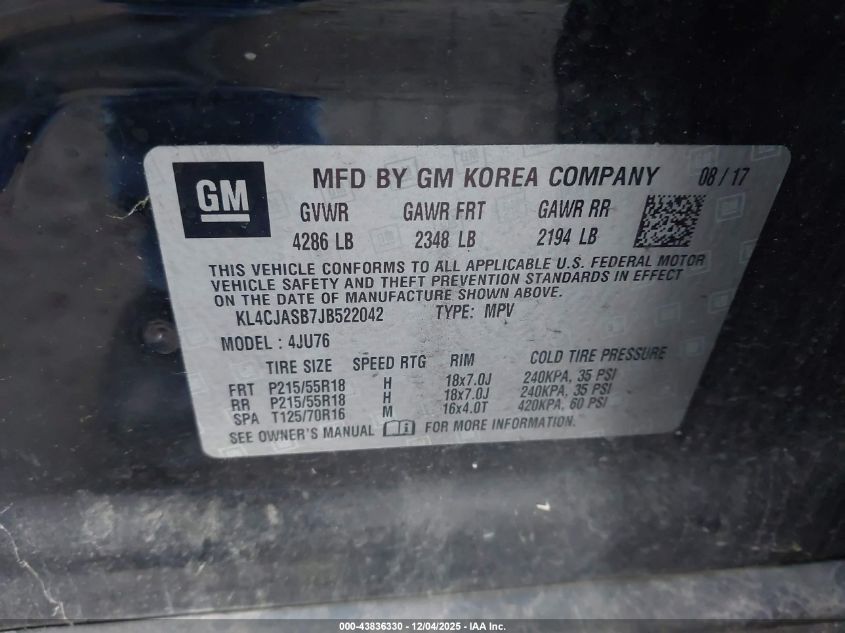 GM
MFD BY GM KOREA COMPANY 08/17
GVWR GAWR FRT GAWR RR
4286 LB 2348 LB 2194 LB
THIS VEHICLE CONFORMS TO ALL APPLICABLE U.S. FEDERAL MOTOR
VEHICLE SAFETY AND THEFT PREVENTION STANDARDS IN EFFECT
ON THE DATE OF MANUFACTURE SHOWN ABOVE.
KL4CJASB7JB522042 TYPE: MPV
MODEL: 4JU76
TIRE SIZE SPEED RTG RIM COLD TIRE PRESSURE
FRT P215/55R18 H 18x7.0J 240KPA, 35 PSI
RR P215/55R18 H 18x7.0J 240KPA, 35 PSI
SPA T125/70R16 M 16x4.0T 420KPA, 60 PSI
SEE OWNER'S MANUAL FOR MORE INFORMATION.
000-43836330 - 12/04/2025 - IAA Inc.